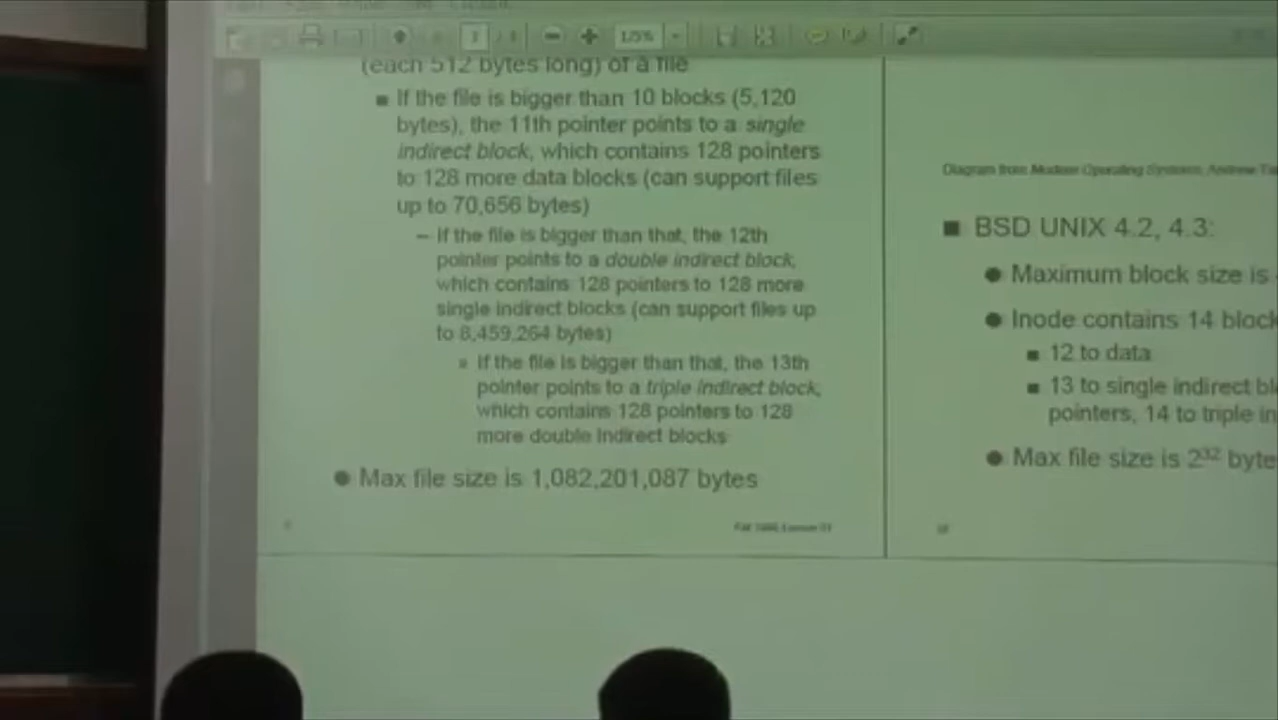 125%
(each 512 bytes long) of a file
■ If the file is bigger than 10 blocks (5,120
bytes), the 11th pointer points to a single
indirect block, which contains 128 pointers
to 128 more data blocks (can support files
up to 70,656 bytes)
– If the file is bigger than that, the 12th
pointer points to a double indirect block,
which contains 128 pointers to 128 more
single indirect blocks (can support files up
to 8,459,264 bytes)
If the file is bigger than that, the 13th
pointer points to a triple indirect block,
which contains 128 pointers to 128
more double indirect blocks
● Max file size is 1,082,201,087 bytes
Diagram from Modern Operating Systems, Andrew
■ BSD UNIX 4.2, 4.3:
● Maximum block size is
● Inode contains 14 block
■ 12 to data
■ 13 to single indirect
pointers, 14 to triple
● Max file size is 2³² byte